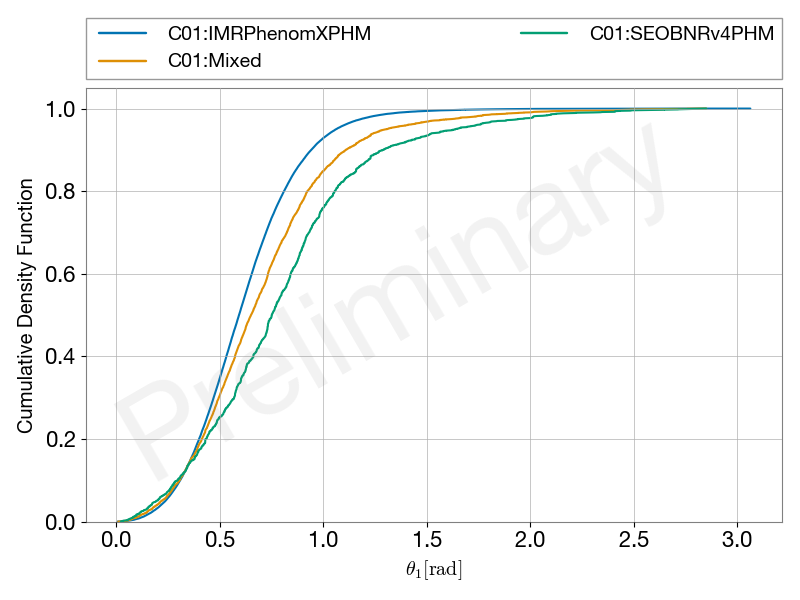 C01:IMRPhenomXPHM
C01:Mixed
C01:SEOBNRv4PHM
Cumulative Density Function
1.0
0.8
0.6
0.4
0.2
0.0
0.0 0.5 1.0 1.5 2.0 2.5 3.0
θ₁[rad]
Preliminary